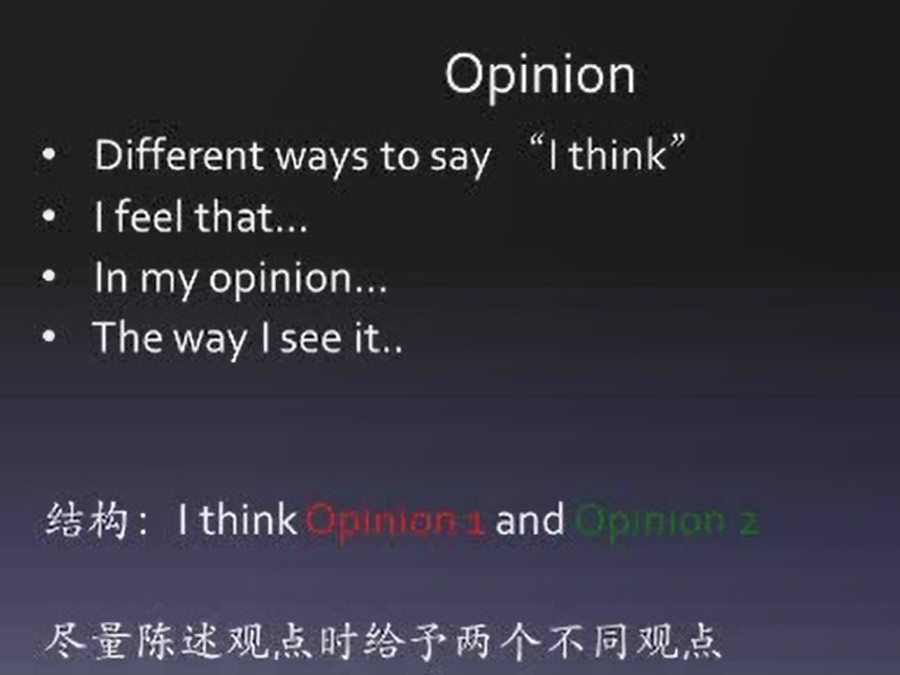 Opinion
• Different ways to say “I think”
• I feel that...
• In my opinion...
• The way I see it..
结构：I think Opinion 1 and Opinion 2
尽量陈述观点时给予两个不同观点